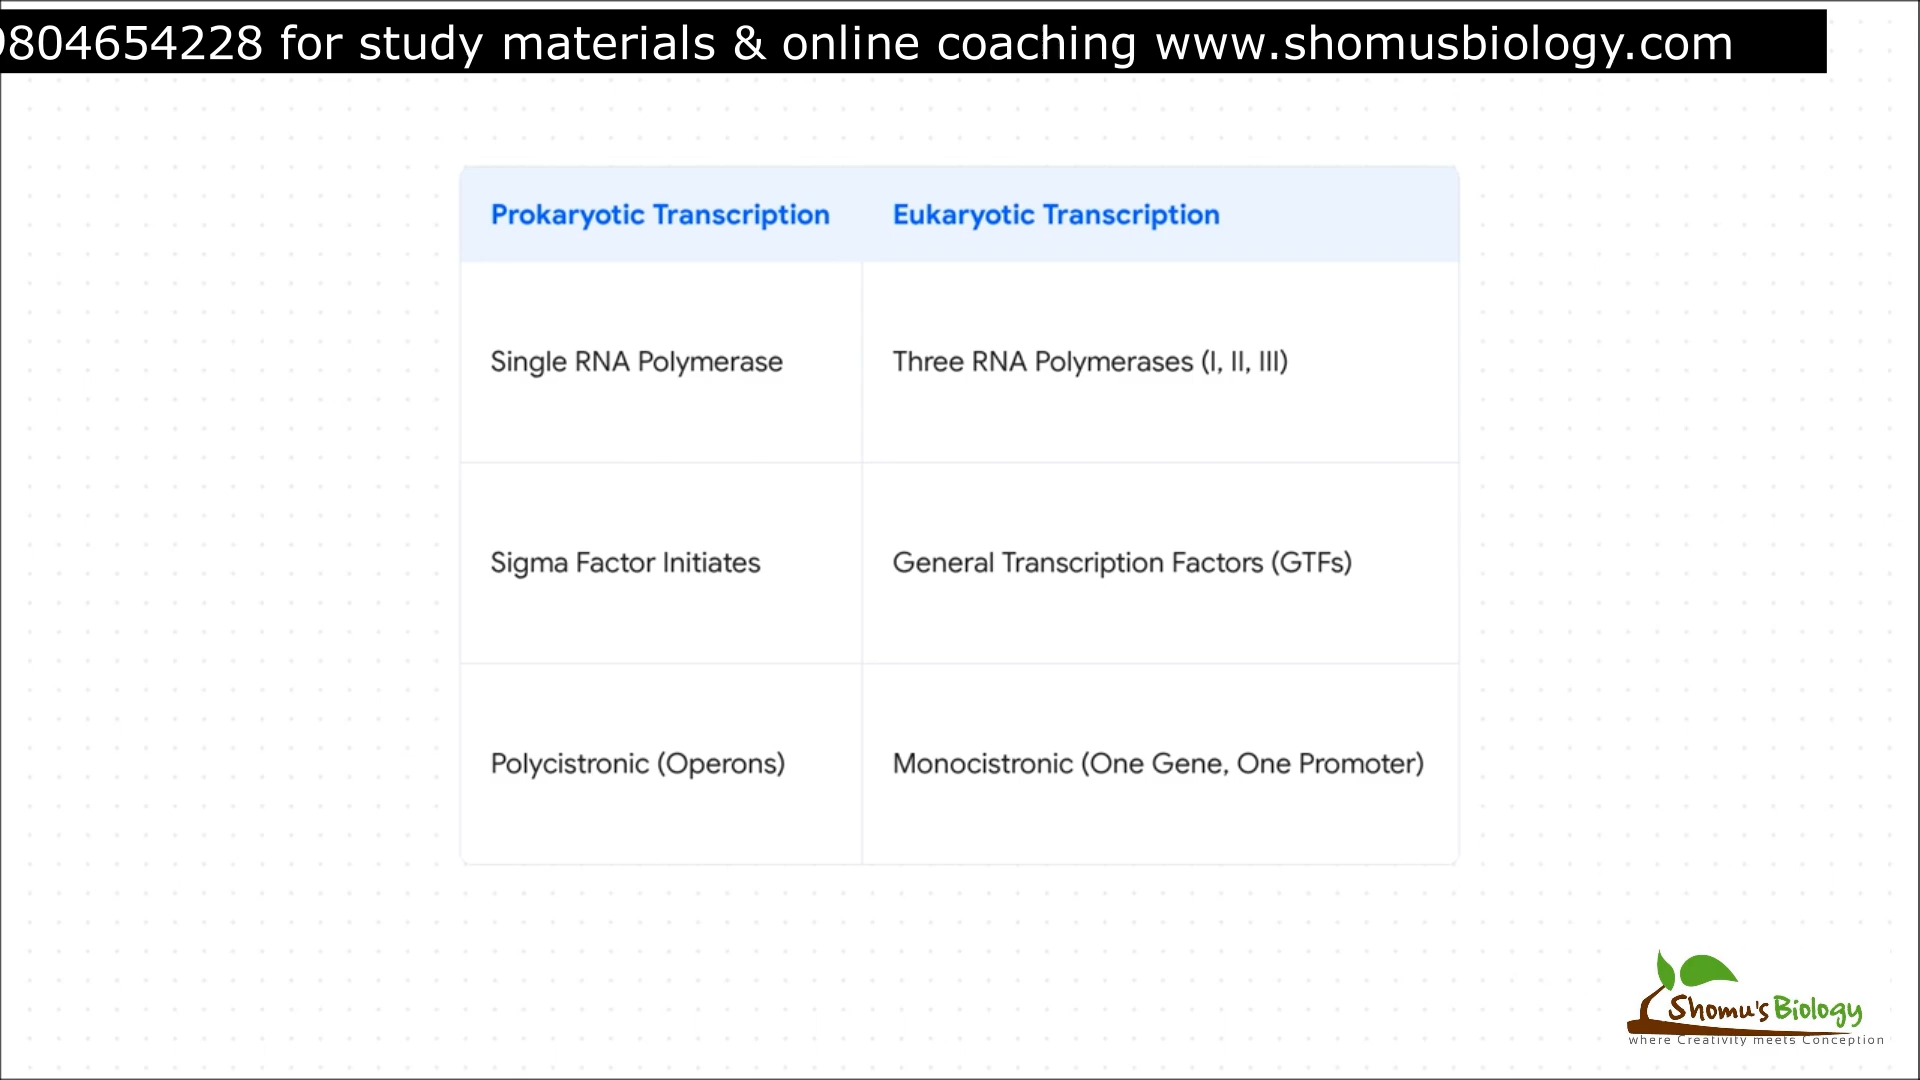 9804654228 for study materials & online coaching www.shomusbiology.com
Prokaryotic Transcription Eukaryotic Transcription
Single RNA Polymerase Three RNA Polymerases (I, II, III)
Sigma Factor Initiates General Transcription Factors (GTFs)
Polycistronic (Operons) Monocistronic (One Gene, One Promoter)
Shomu's Biology
where Creativity meets Conception